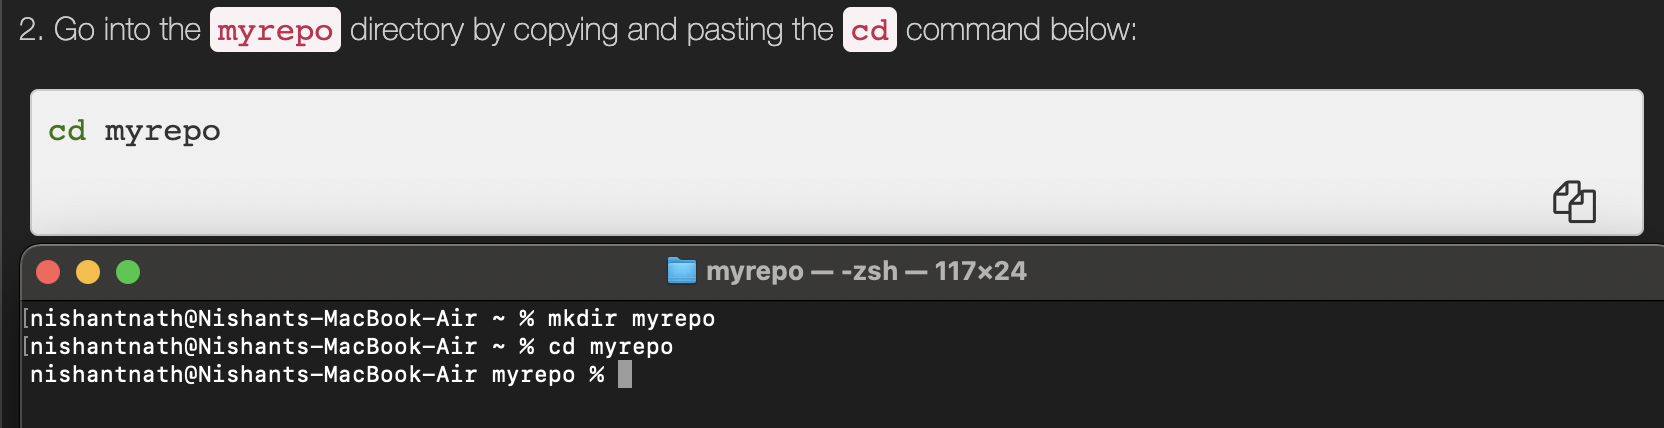 2. Go into the myrepo directory by copying and pasting the cd command below:
cd myrepo
myrepo — -zsh — 117×24
[nishantnath@Nishants-MacBook-Air ~ % mkdir myrepo
[nishantnath@Nishants-MacBook-Air ~ % cd myrepo
nishantnath@Nishants-MacBook-Air myrepo %